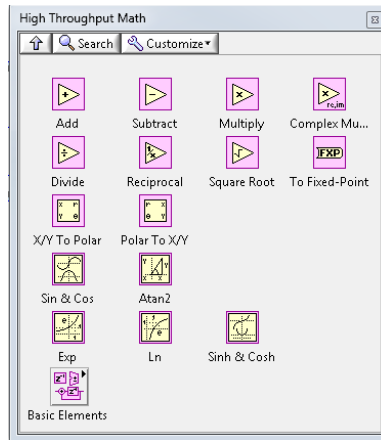 High Throughput Math
Search Customize
Add Subtract Multiply Complex Mu...
Divide Reciprocal Square Root To Fixed-Point
X/Y To Polar Polar To X/Y
Sin & Cos Atan2
Exp Ln Sinh & Cosh
Basic Elements